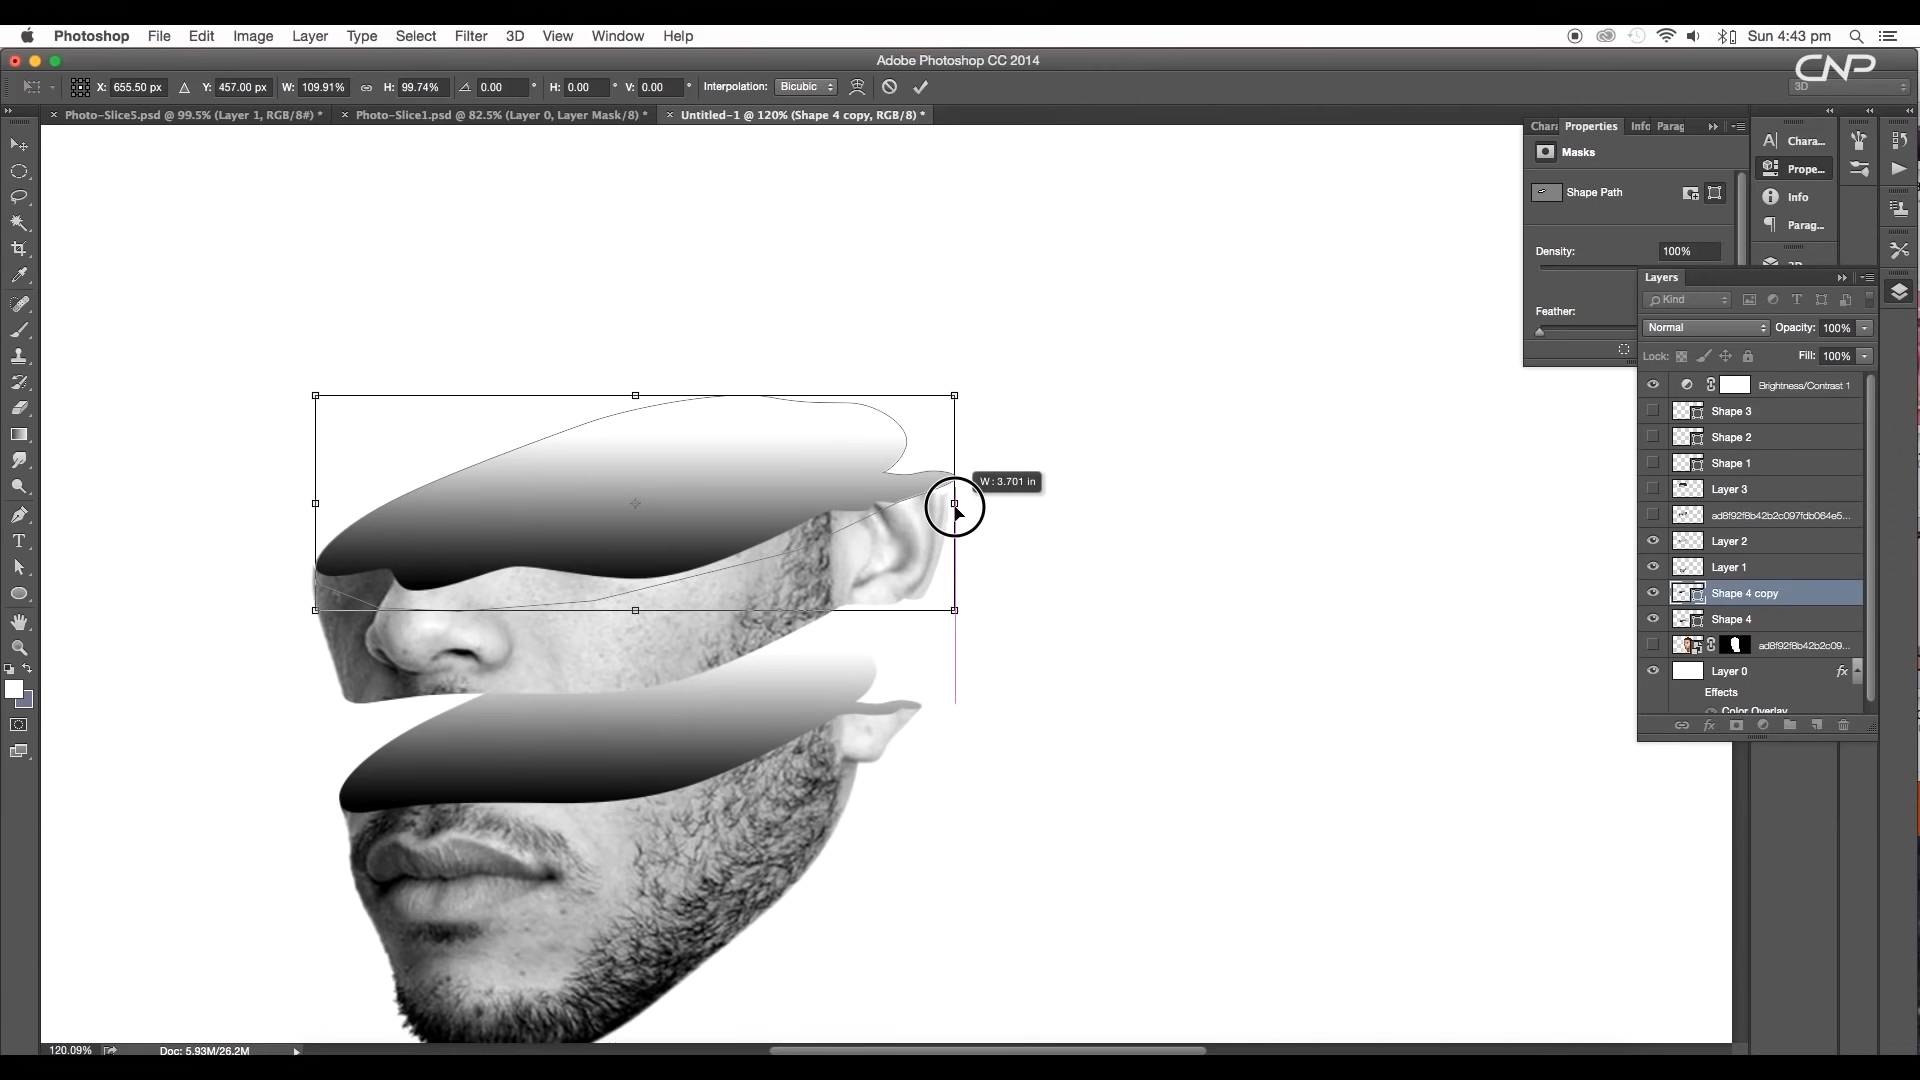 Photoshop File Edit Image Layer Type Select Filter 3D View Window Help Sun 4:43 pm
Adobe Photoshop CC 2014
CNP
X: 655.50 px Y: 457.00 px W: 109.91% H: 99.74% 0.00 ° H: 0.00 ° V: 0.00 ° Interpolation: Bicubic
3D
Photo-Slice5.psd @ 99.5% (Layer 1, RGB/8#) *
Photo-Slice1.psd @ 82.5% (Layer 0, Layer Mask/8) *
Untitled-1 @ 120% (Shape 4 copy, RGB/8) *
Chara Properties Info Parag
Masks
Shape Path
Density: 100%
Feather:
Chara...
Prope...
Info
Parag...
Layers
Kind
Normal Opacity: 100%
Lock: Fill: 100%
Brightness/Contrast 1
Shape 3
Shape 2
Shape 1
Layer 3
ad8f92f8b42b2c097fdb064e5...
Layer 2
Layer 1
Shape 4 copy
Shape 4
ad8f92f8b42b2c09...
Layer 0 fx
Effects
Color Overlay
fx
W: 3.701 in
120.09% Doc: 5.93M/26.2M